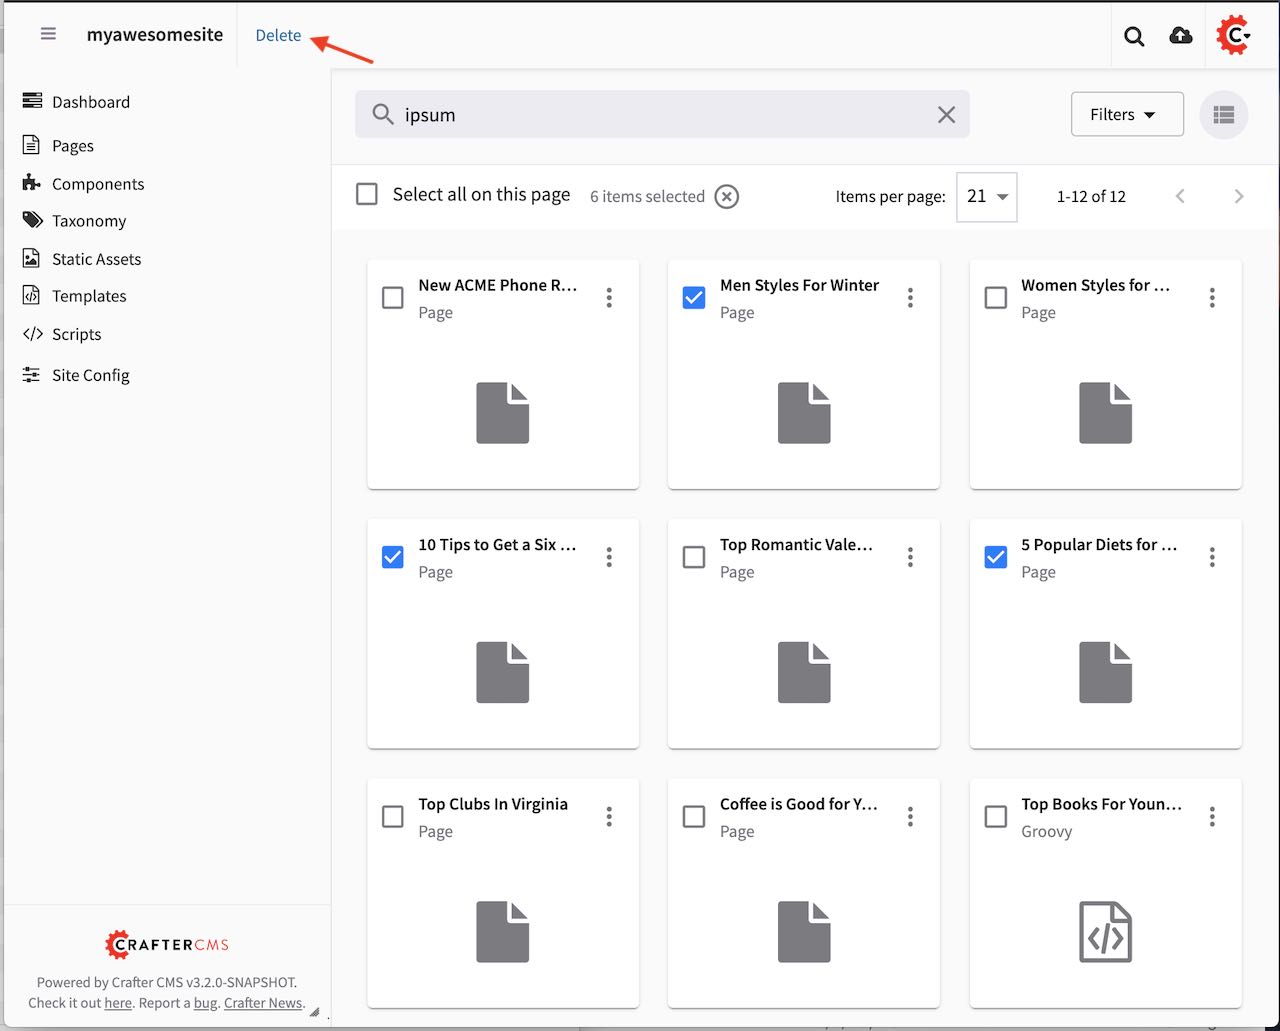 myawesomesite
Delete
Dashboard
Pages
Components
Taxonomy
Static Assets
Templates
Scripts
Site Config
ipsum
Filters
Select all on this page
6 items selected
Items per page:
21
1-12 of 12
New ACME Phone R...
Page
Men Styles For Winter
Page
Women Styles for ...
Page
10 Tips to Get a Six ...
Page
Top Romantic Vale...
Page
5 Popular Diets for ...
Page
Top Clubs In Virginia
Page
Coffee is Good for Y...
Page
Top Books For Youn...
Groovy
CRAFTERCMS
Powered by Crafter CMS v3.2.0-SNAPSHOT.
Check it out here. Report a bug. Crafter News.